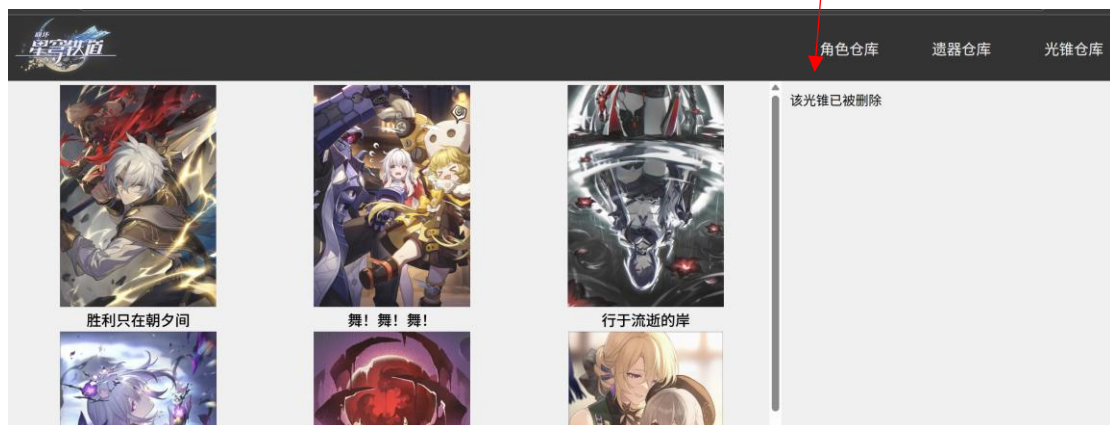 崩坏
星穹铁道
角色仓库 遗器仓库 光锥仓库
该光锥已被删除
胜利只在朝夕间 舞！舞！舞！ 行于流逝的岸